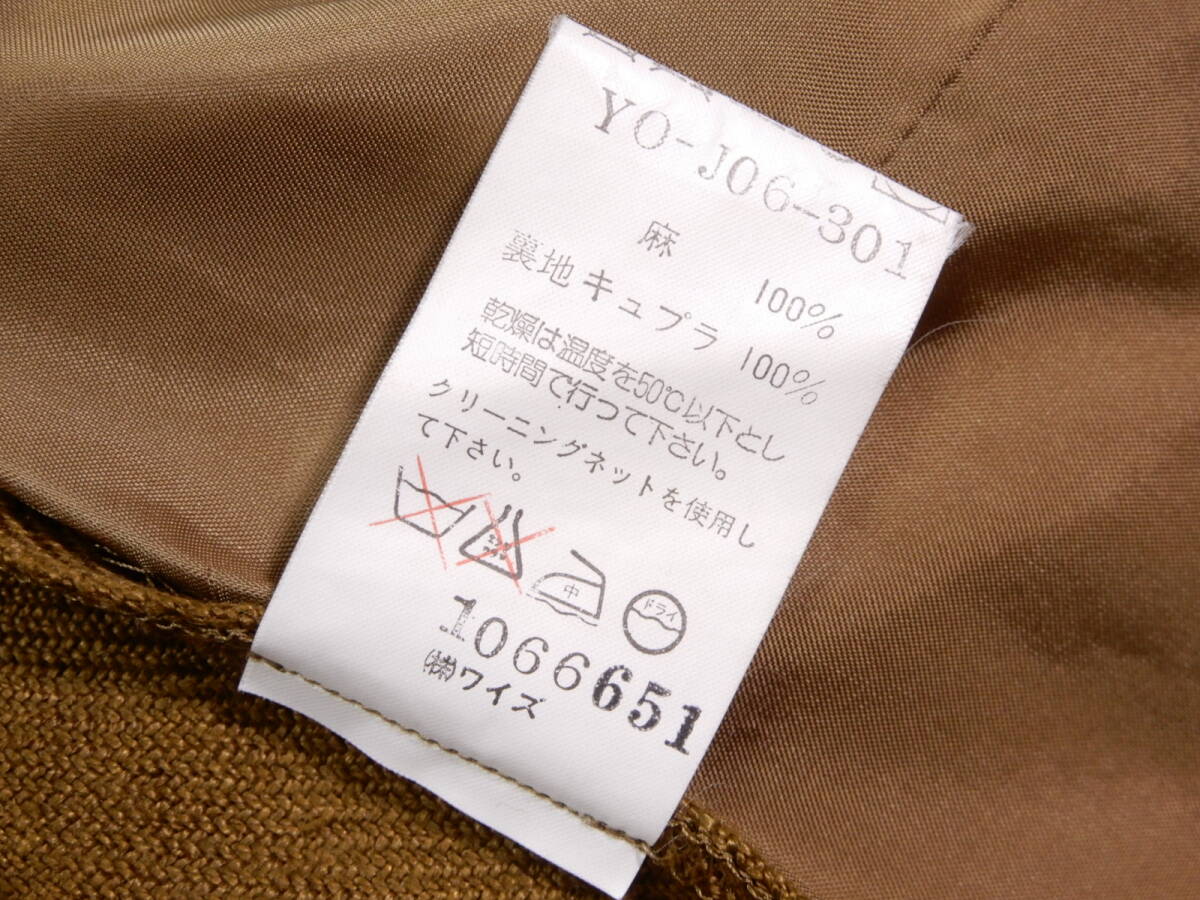 YO-J06-301
麻 100%
裏地 キュプラ 100%
乾燥は温度を50℃以下とし
短時間で行つて下さい。
クリーニングネットを使用し
て下さい。
中
ドライ
1066651
㈱ワイズ